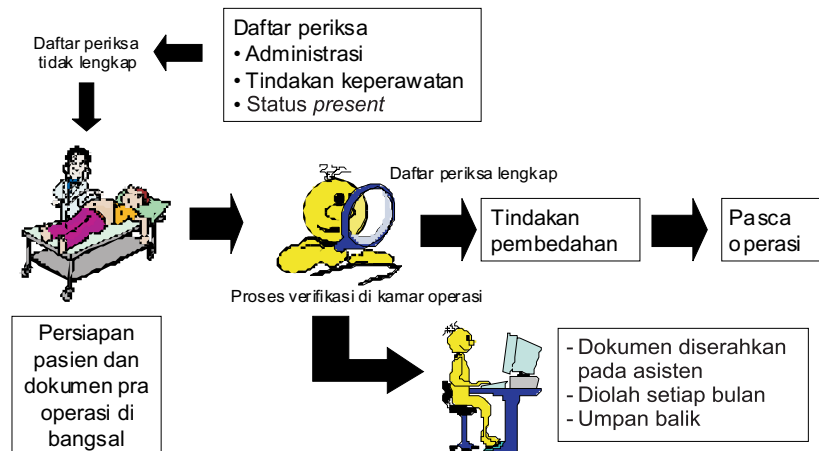 Daftar periksa
tidak lengkap
Daftar periksa
• Administrasi
• Tindakan keperawatan
• Status present
Daftar periksa lengkap
Tindakan
pembedahan
Pasca
operasi
Proses verifikasi di kamar operasi
Persiapan
pasien dan
dokumen pra
operasi di
bangsal
- Dokumen diserahkan
pada asisten
- Diolah setiap bulan
- Umpan balik